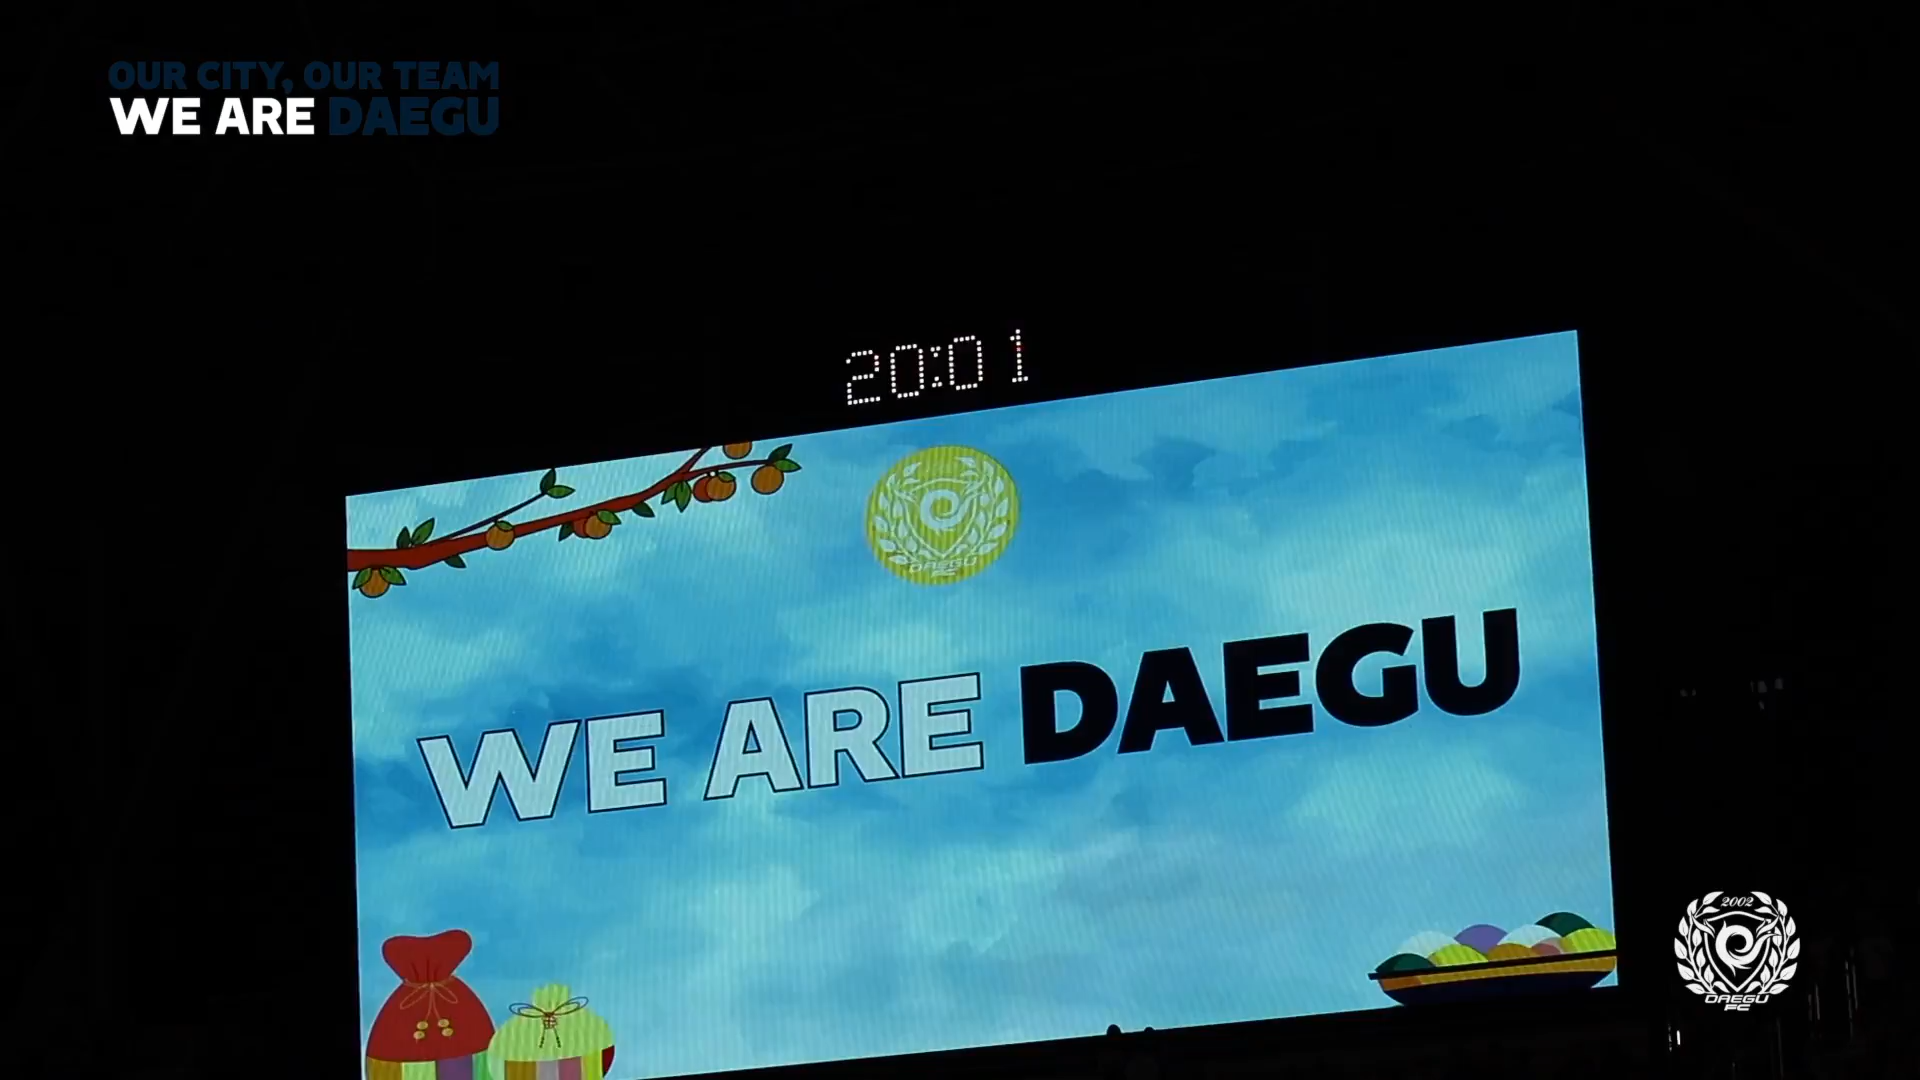 OUR CITY, OUR TEAM
WE ARE DAEGU
20:01
DAEGU
FC
WE ARE DAEGU
2002
DAEGU
FC